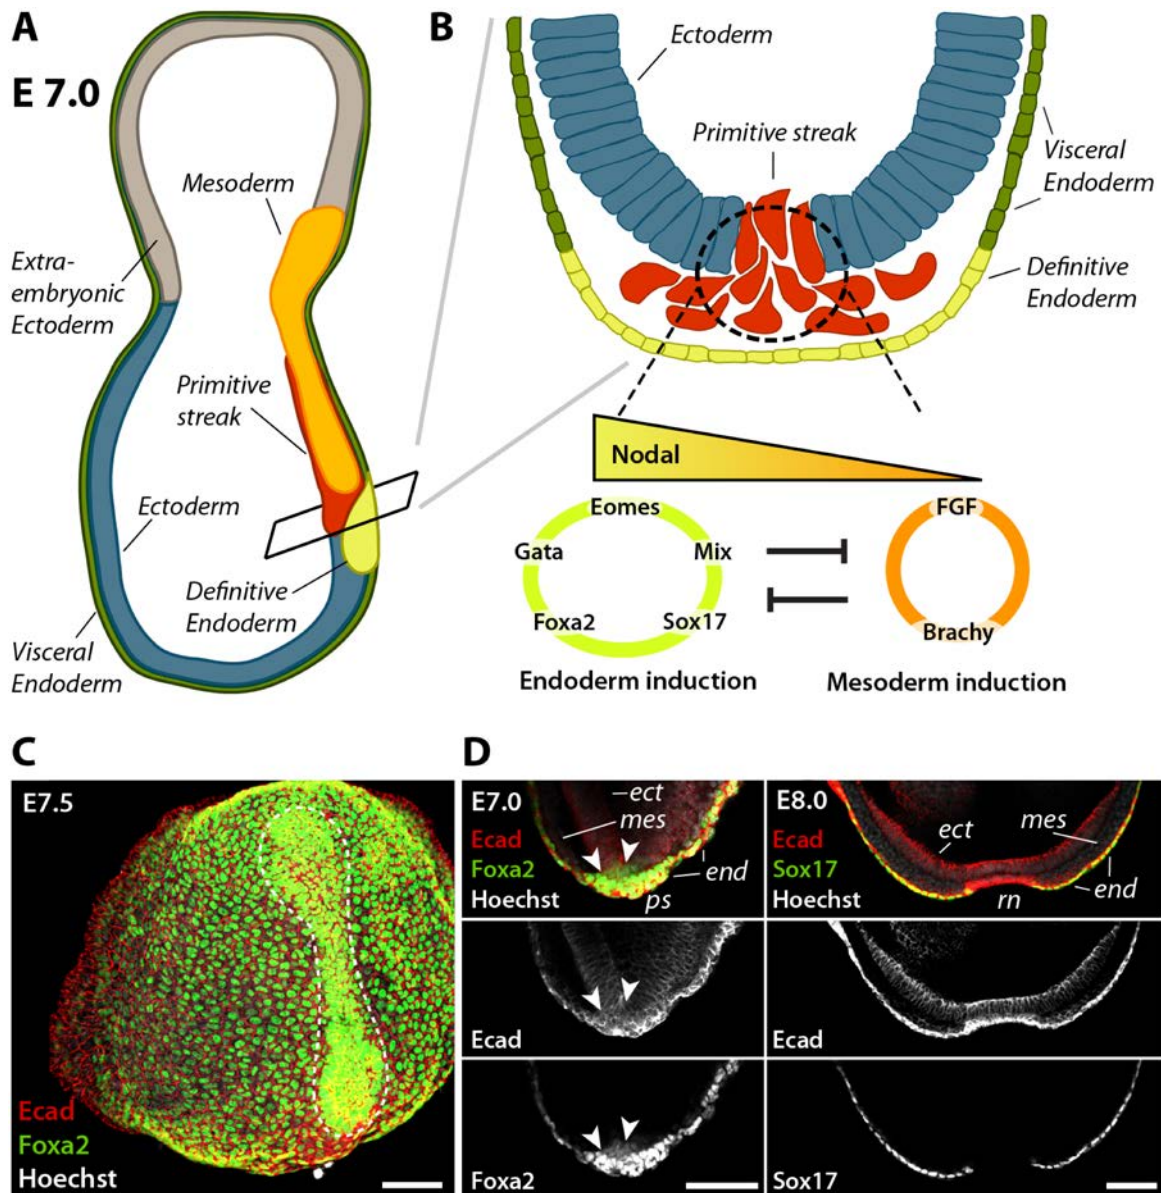 A
E 7.0
Mesoderm
Extra-
embryonic
Ectoderm
Primitive
streak
Ectoderm
Definitive
Endoderm
Visceral
Endoderm
B
Ectoderm
Primitive streak
Visceral
Endoderm
Definitive
Endoderm
Nodal
Eomes
Gata
Mix
Foxa2
Sox17
Endoderm induction
FGF
Brachy
Mesoderm induction
C
E7.5
Ecad
Foxa2
Hoechst
D
E7.0
Ecad
Foxa2
Hoechst
ect
mes
end
ps
Ecad
Foxa2
E8.0
Ecad
Sox17
Hoechst
ect
mes
end
rn
Ecad
Sox17